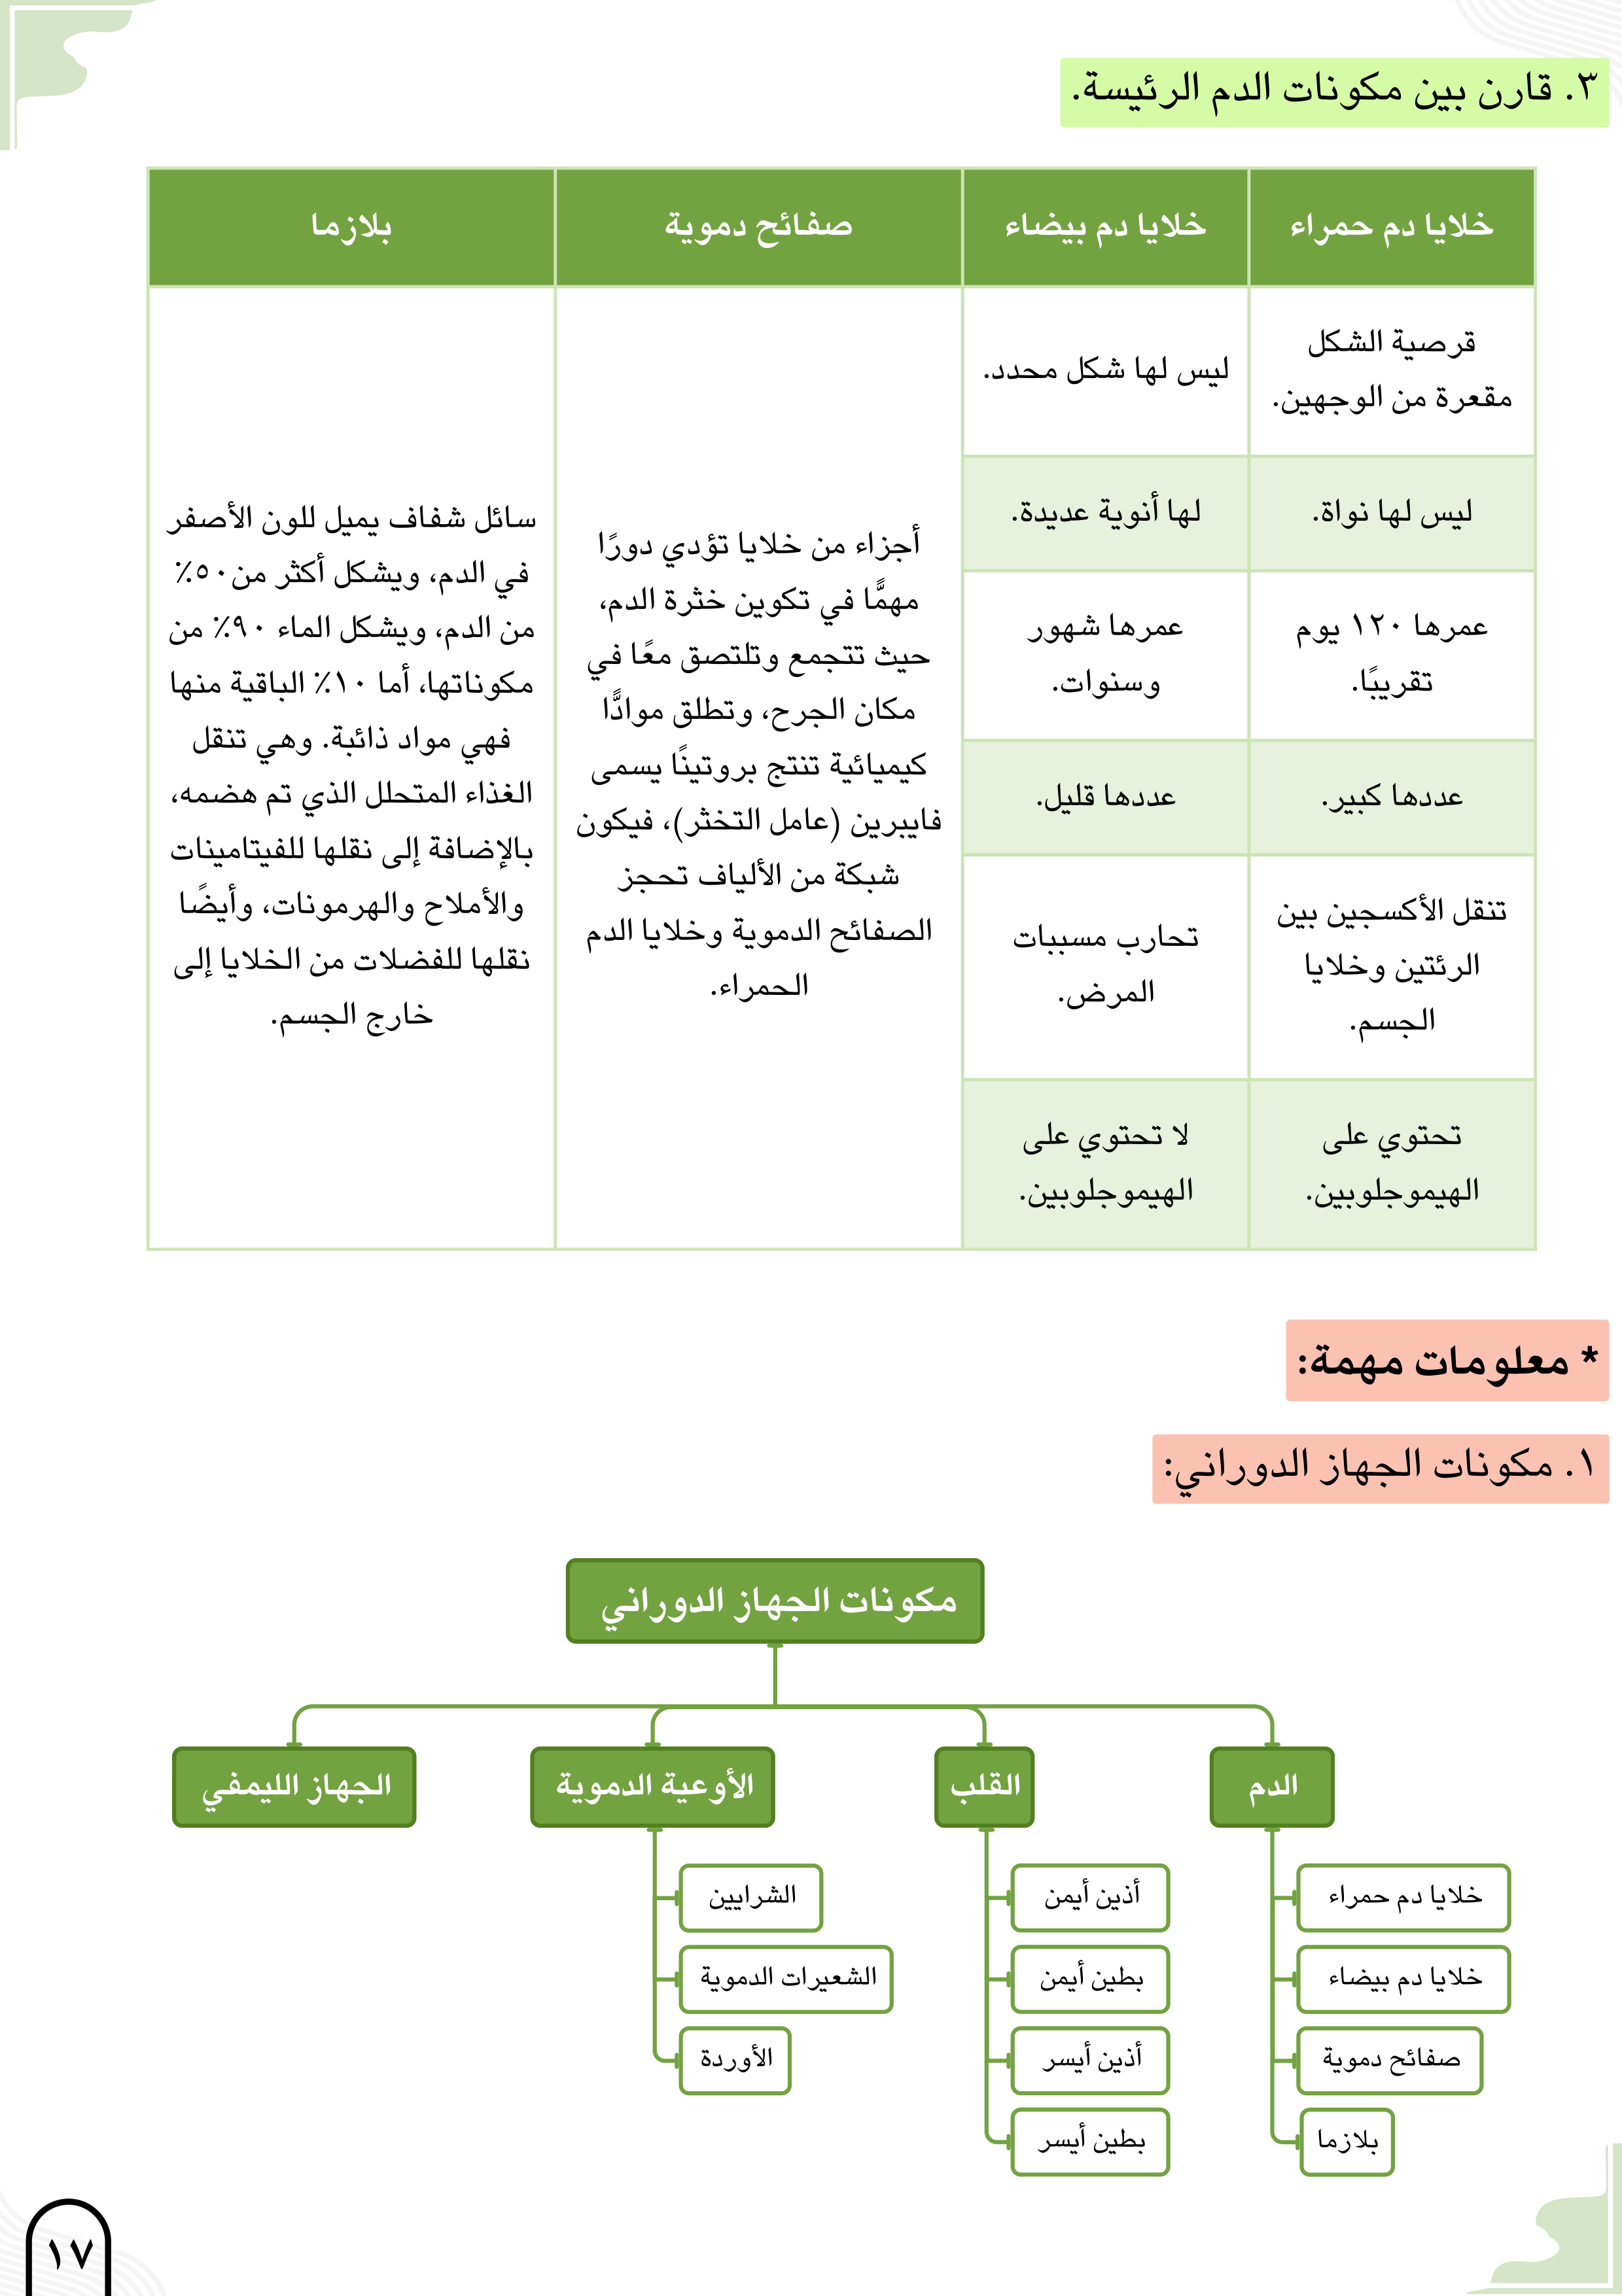 ٣. قارن بين مكونات الدم الرئيسة.
خلايا دم حمراء
خلايا دم بيضاء
صفائح دموية
بلازما
قرصية الشكل
مقعرة من الوجهين.
ليس لها شكل محدد.
ليس لها نواة.
لها أنوية عديدة.
عمرها ١٢٠ يوم
تقريبًا.
عمرها شهور
وسنوات.
عددها كبير.
عددها قليل.
تنقل الأكسجين بين
الرئتين وخلايا
الجسم.
تحارب مسببات
المرض.
تحتوي على
الهيموجلوبين.
لا تحتوي على
الهيموجلوبين.
أجزاء من خلايا تؤدي دورًا
مهمًّا في تكوين خثرة الدم،
حيث تتجمع وتلتصق معًا في
مكان الجرح، وتطلق موادًّا
كيميائية تنتج بروتينًا يسمى
فايبرين (عامل التخثر)، فيكون
شبكة من الألياف تحجز
الصفائح الدموية وخلايا الدم
الحمراء.
سائل شفاف يميل للون الأصفر
في الدم، ويشكل أكثر من٥٠٪
من الدم، ويشكل الماء ٩٠٪ من
مكوناتها، أما ١٠٪ الباقية منها
فهي مواد ذائبة. وهي تنقل
الغذاء المتحلل الذي تم هضمه،
بالإضافة إلى نقلها للفيتامينات
والأملاح والهرمونات، وأيضًا
نقلها للفضلات من الخلايا إلى
خارج الجسم.
* معلومات مهمة:
١. مكونات الجهاز الدوراني:
مكونات الجهاز الدوراني
الدم
القلب
الأوعية الدموية
الجهاز الليمفي
خلايا دم حمراء
خلايا دم بيضاء
صفائح دموية
بلازما
أذين أيمن
بطين أيمن
أذين أيسر
بطين أيسر
الشرايين
الشعيرات الدموية
الأوردة
١٧